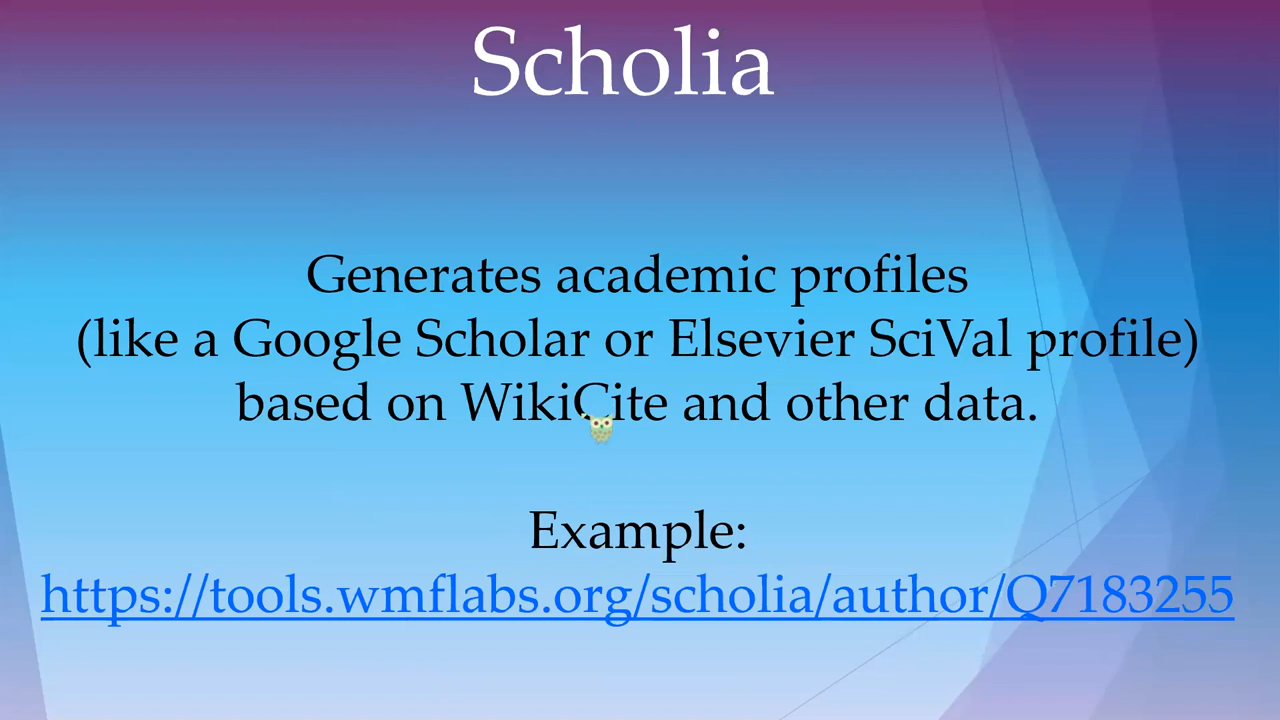 Scholia
Generates academic profiles
(like a Google Scholar or Elsevier SciVal profile)
based on WikiCite and other data.
Example:
https://tools.wmflabs.org/scholia/author/Q7183255